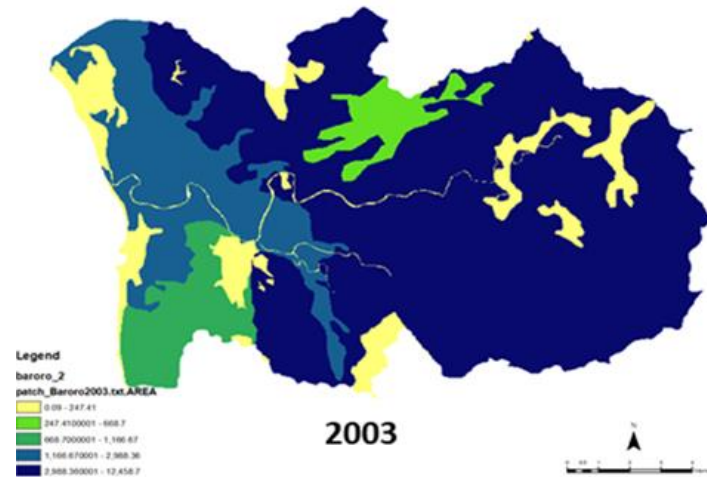 Legend
baroro_2
patch_Baroro2003.txt.AREA
0.09 - 247.41
247.4100001 - 668.7
668.7000001 - 1,166.67
1,166.670001 - 2,988.36
2,988.360001 - 12,458.7
2003
N